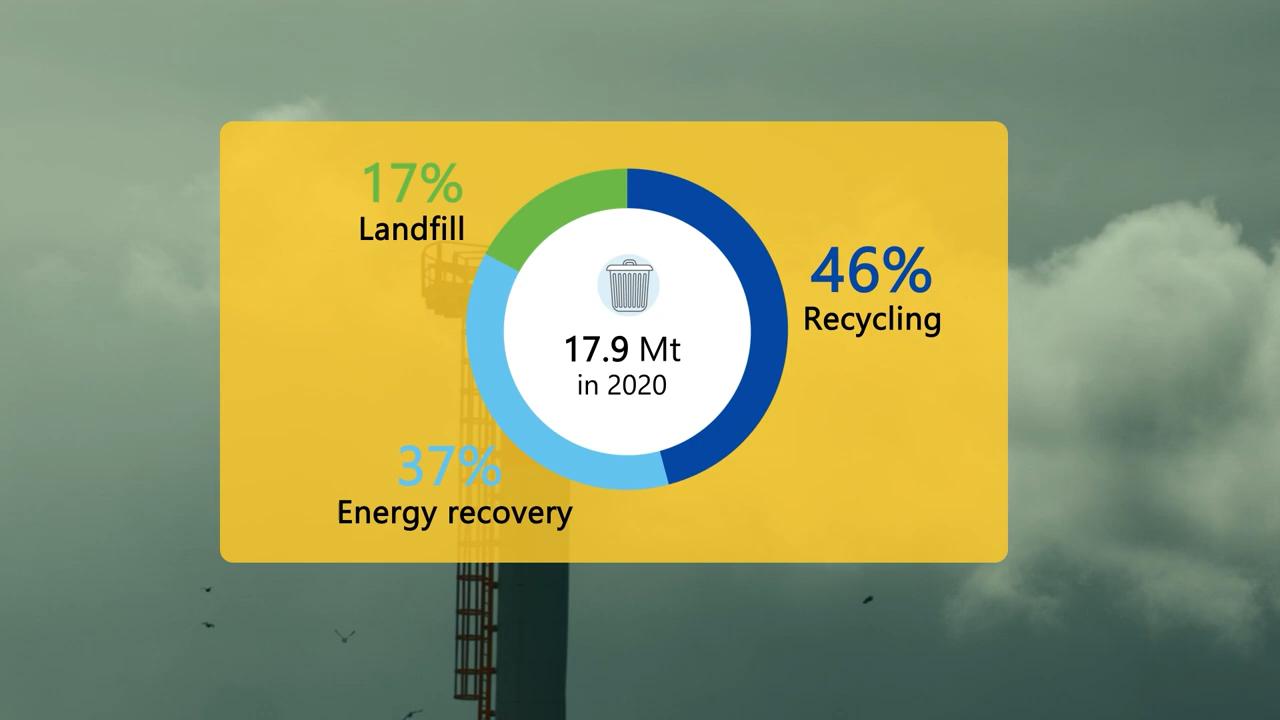 17%
Landfill
46%
Recycling
17.9 Mt
in 2020
37%
Energy recovery